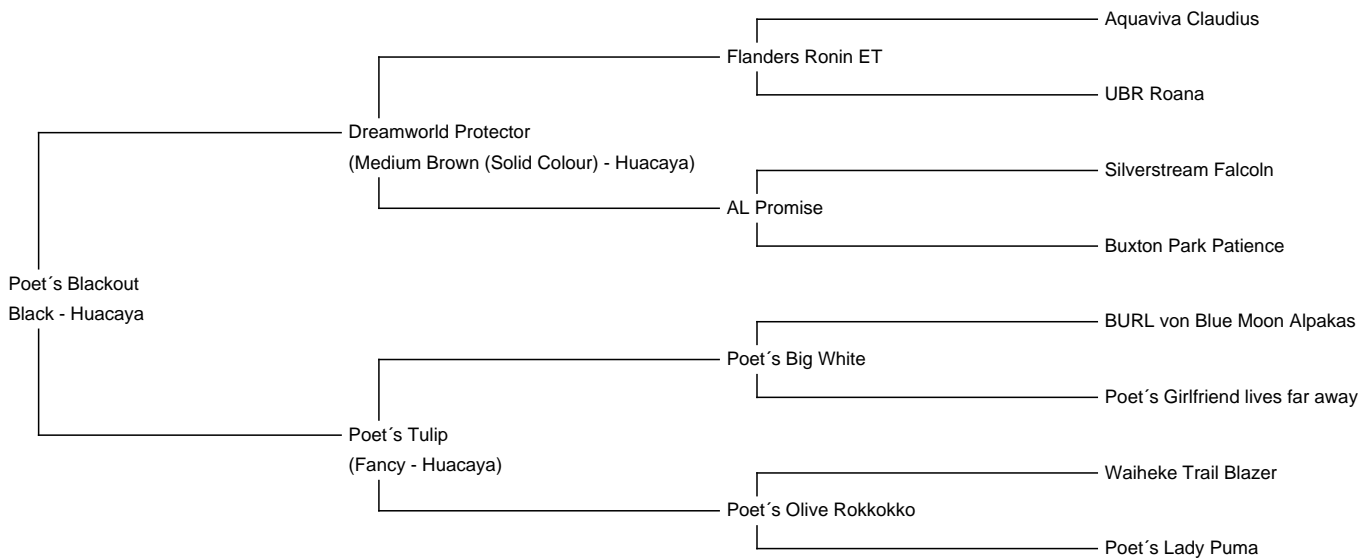 Aquaviva Claudius
Flanders Ronin ET
UBR Roana
Dreamworld Protector
(Medium Brown (Solid Colour) - Huacaya)
Silverstream Falcoln
AL Promise
Buxton Park Patience
Poet´s Blackout
Black - Huacaya
BURL von Blue Moon Alpakas
Poet´s Big White
Poet´s Girlfriend lives far away
Poet´s Tulip
(Fancy - Huacaya)
Waiheke Trail Blazer
Poet´s Olive Rokkokko
Poet´s Lady Puma